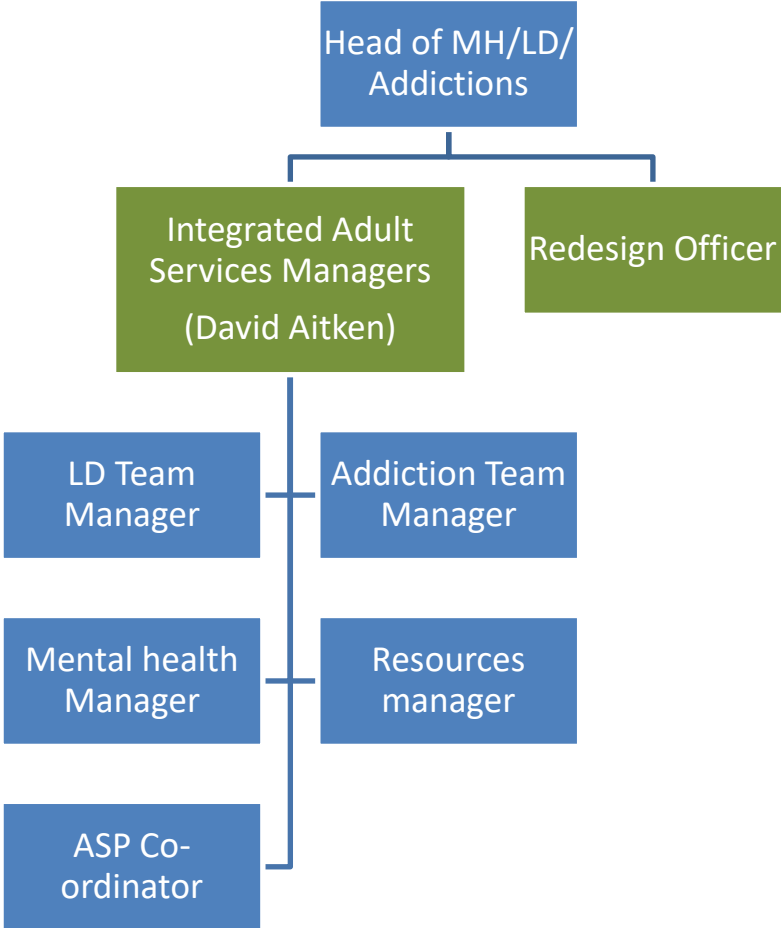 Head of MH/LD/
Addictions
Integrated Adult
Services Managers
(David Aitken)
Redesign Officer
LD Team
Manager
Addiction Team
Manager
Mental health
Manager
Resources
manager
ASP Co-
ordinator